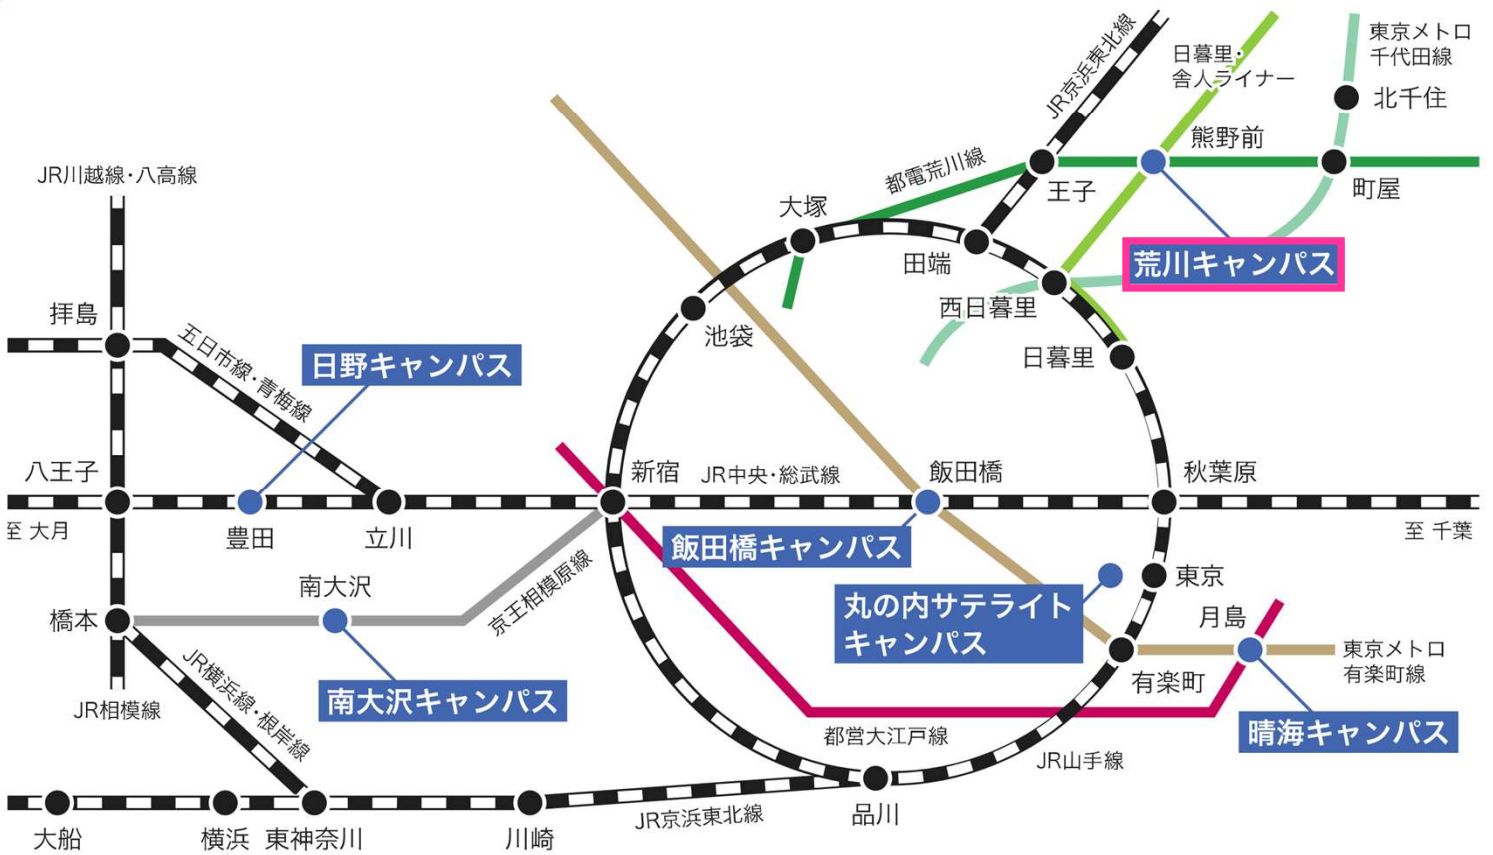 JR京浜東北線
日暮里・
舎人ライナー
東京メトロ
千代田線
北千住
熊野前
都電荒川線
王子
町屋
JR川越線・八高線
大塚
田端
荒川キャンパス
西日暮里
拝島
池袋
五日市線・青梅線
日野キャンパス
日暮里
八王子
新宿
JR中央・総武線
飯田橋
秋葉原
至 大月
豊田
立川
至 千葉
飯田橋キャンパス
南大沢
京王相模原線
東京
丸の内サテライト
キャンパス
月島
橋本
東京メトロ
有楽町線
有楽町
JR横浜線・根岸線
南大沢キャンパス
JR相模線
都営大江戸線
晴海キャンパス
JR山手線
JR京浜東北線
品川
大船
横浜
東神奈川
川崎